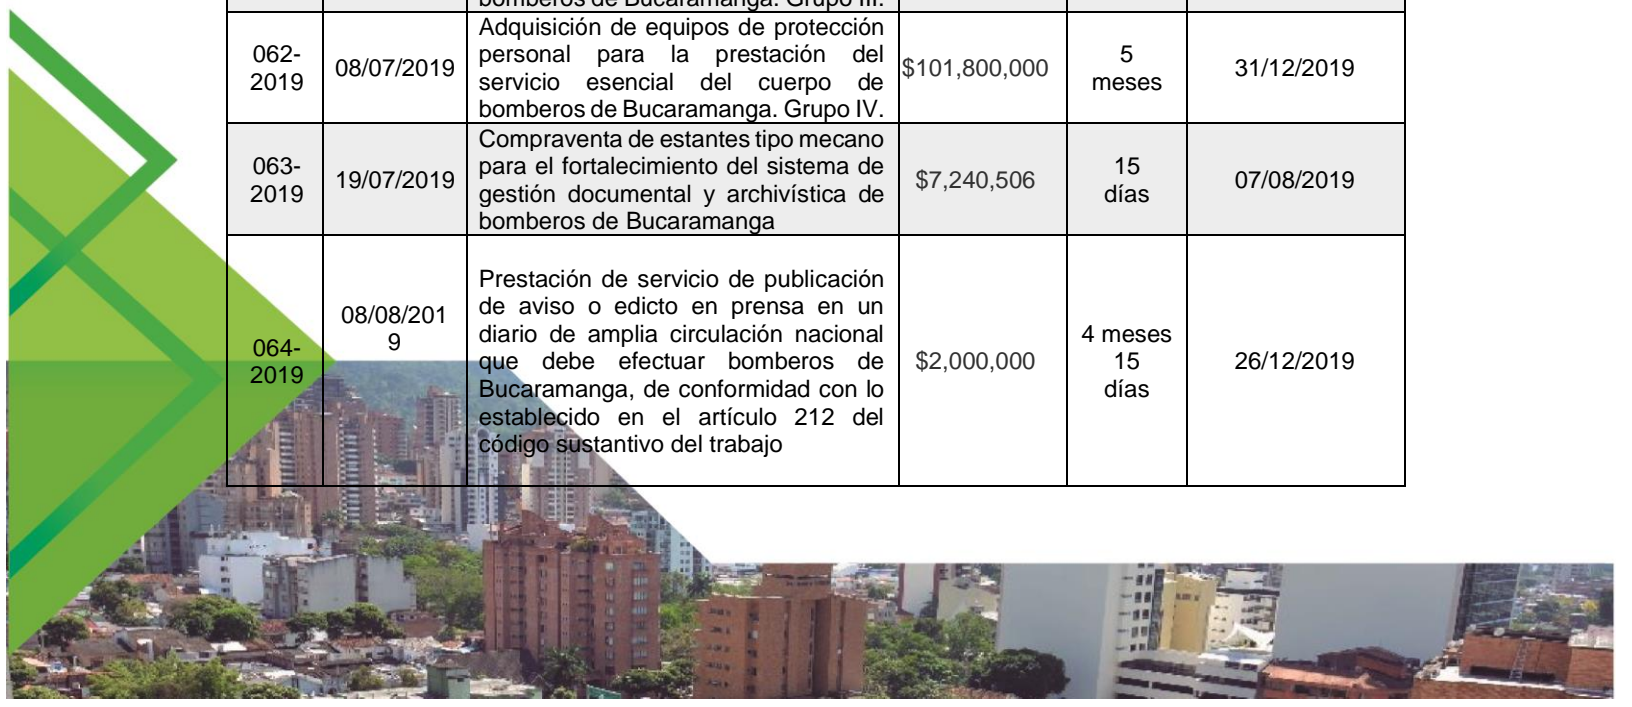 bomberos de Bucaramanga. Grupo III.
062-
2019
08/07/2019
Adquisición de equipos de protección
personal para la prestación del
servicio esencial del cuerpo de
bomberos de Bucaramanga. Grupo IV.
$101,800,000
5
meses
31/12/2019
063-
2019
19/07/2019
Compraventa de estantes tipo mecano
para el fortalecimiento del sistema de
gestión documental y archivística de
bomberos de Bucaramanga
$7,240,506
15
días
07/08/2019
064-
2019
08/08/201
9
Prestación de servicio de publicación
de aviso o edicto en prensa en un
diario de amplia circulación nacional
que debe efectuar bomberos de
Bucaramanga, de conformidad con lo
establecido en el artículo 212 del
código sustantivo del trabajo
$2,000,000
4 meses
15
días
26/12/2019